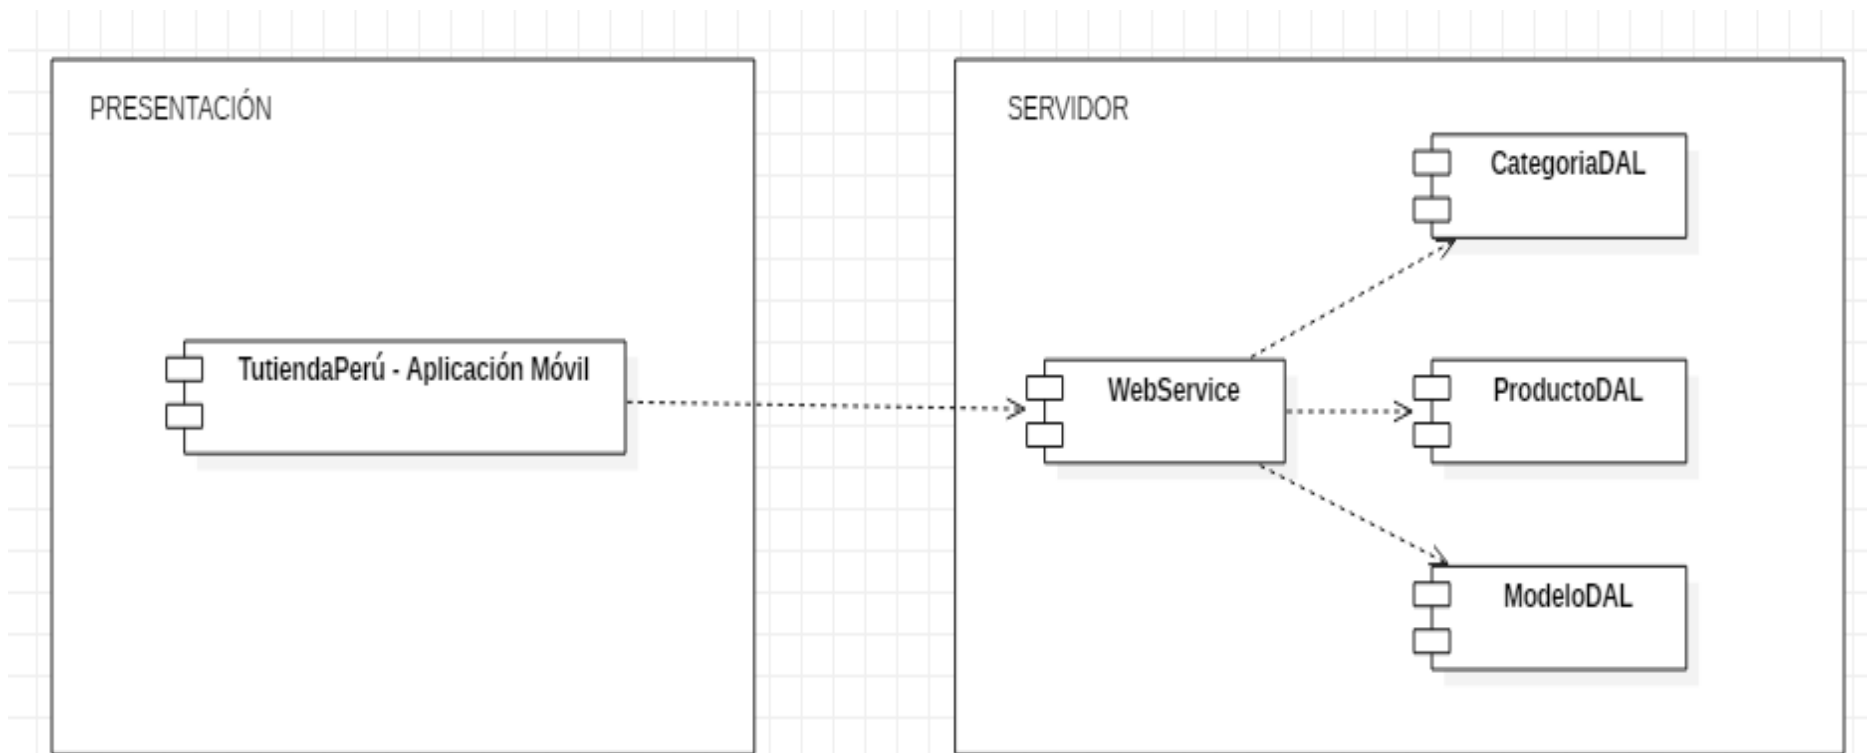 PRESENTACIÓN
TutiendaPerú - Aplicación Móvil
SERVIDOR
CategoriaDAL
WebService
ProductoDAL
ModeloDAL